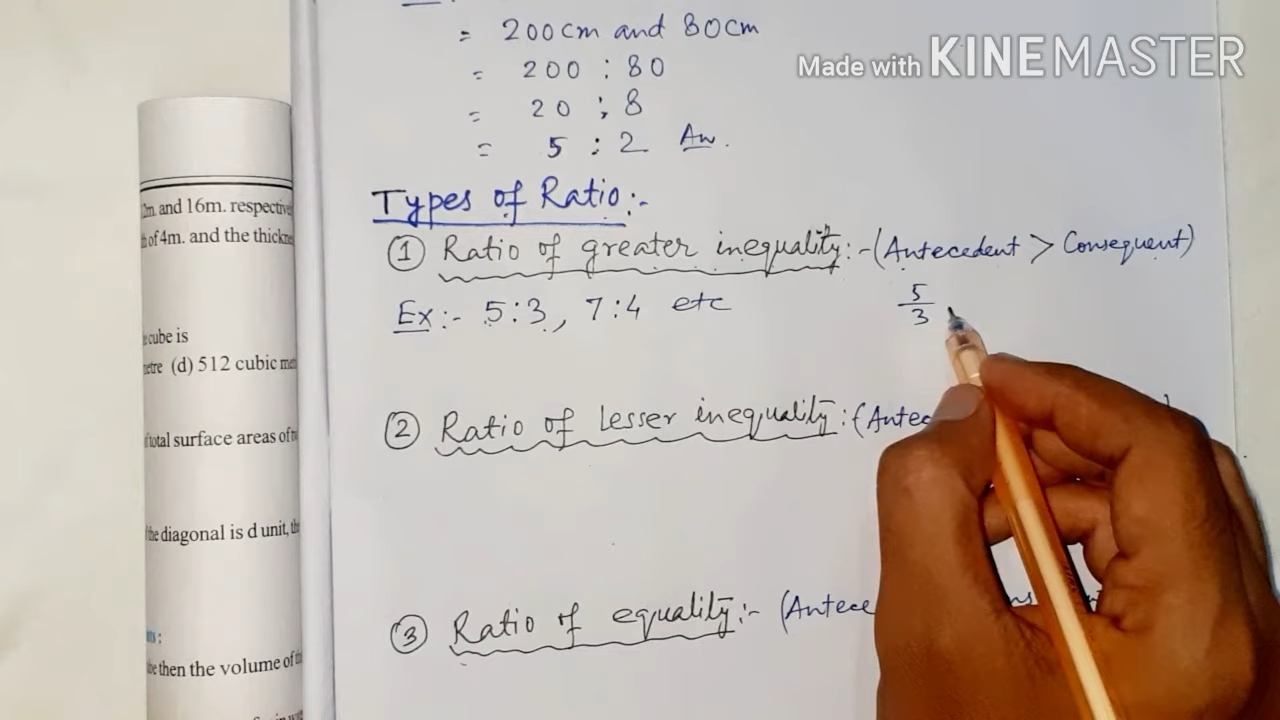 Made with KINEMASTER
= 200cm and 80cm
= 200 : 80
= 20 : 8
= 5 : 2 An.
Types of Ratio:-
① Ratio of greater inequality:-(Antecedent > Consequent)
Ex:- 5:3, 7:4 etc
5/3
② Ratio of Lesser inequality:(Antec
③ Ratio of equality:- (Antece
2m. and 16m. respective
of 4m. and the thickne
cube is
etre (d) 512 cubic me
total surface areas of
the diagonal is d unit, th
be then the volume of